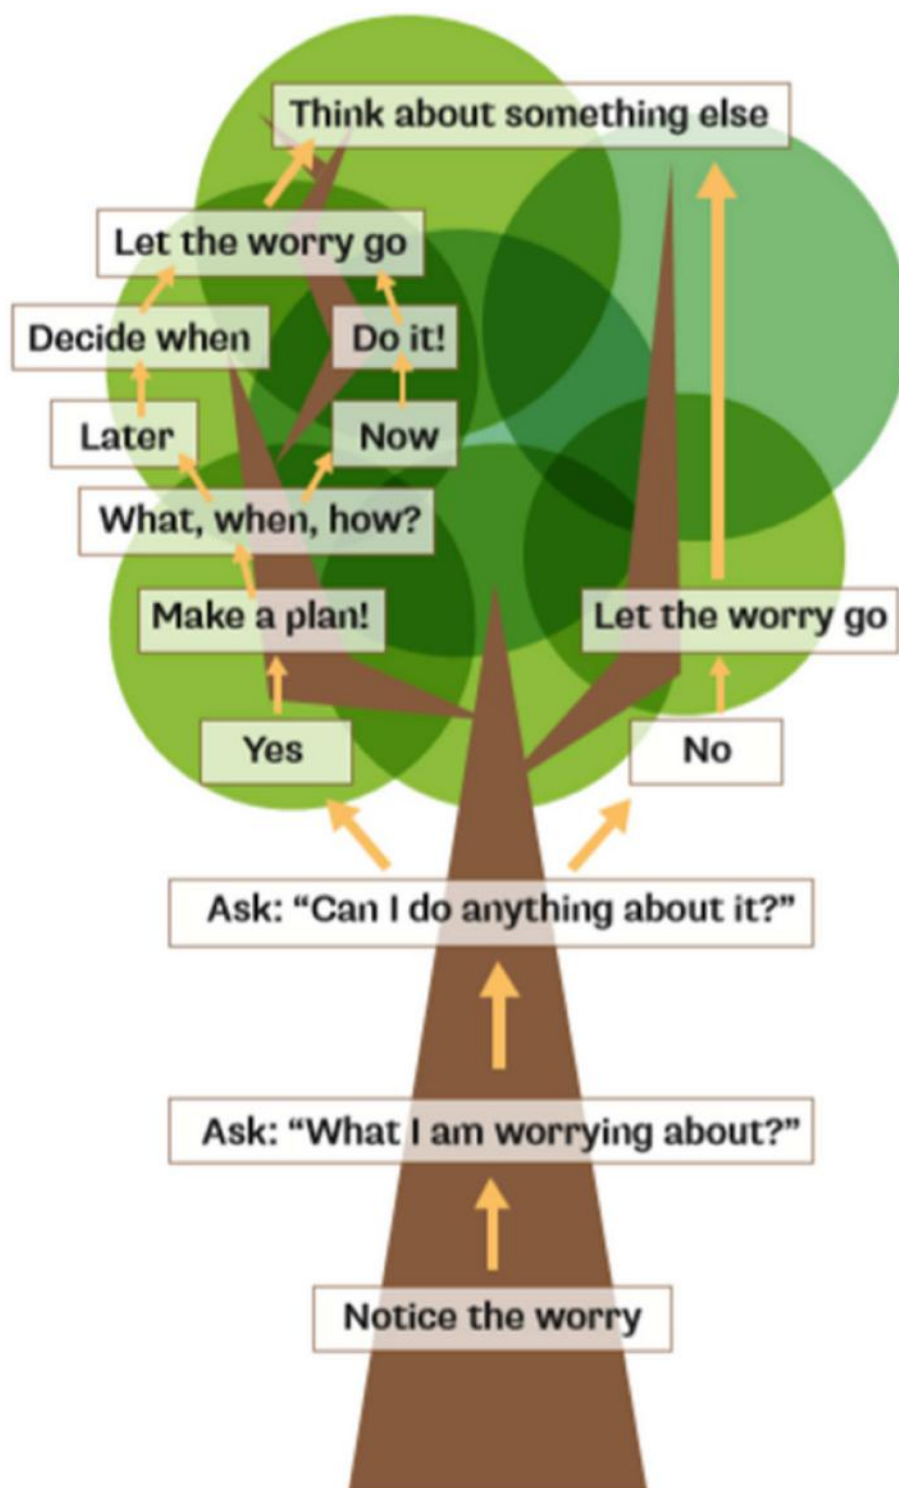 Think about something else
Let the worry go
Decide when
Do it!
Later
Now
What, when, how?
Make a plan!
Let the worry go
Yes
No
Ask: “Can I do anything about it?”
Ask: “What I am worrying about?”
Notice the worry